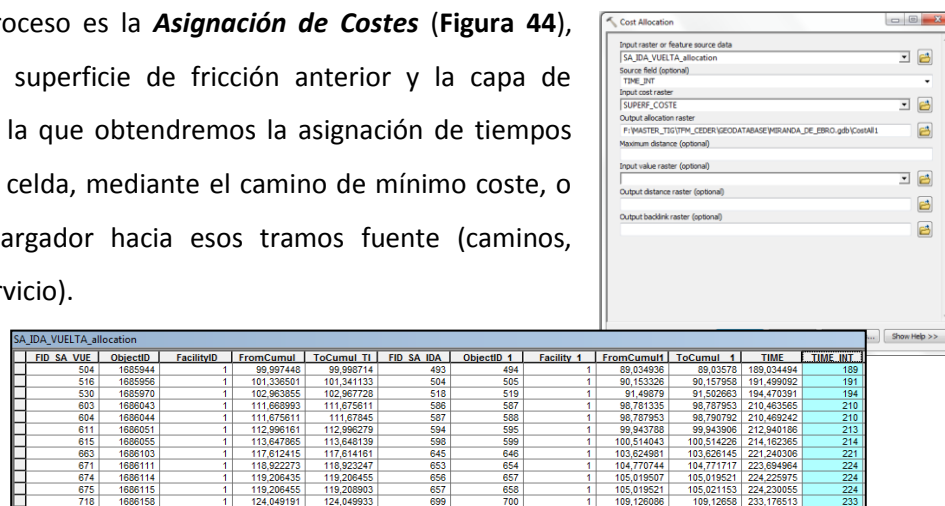 roceso es la Asignación de Costes (Figura 44),
superficie de fricción anterior y la capa de
la que obtendremos la asignación de tiempos
celda, mediante el camino de mínimo coste, o
argador hacia esos tramos fuente (caminos,
rvicio).
Cost Allocation
Input raster or feature source data
SA_IDA_VUELTA_allocation
Source field (optional)
TIME_INT
Input cost raster
SUPERF_COSTE
Output allocation raster
F:\MASTER_TIG\TPM_CEDER\GEODATABASE\MIRANDA_DE_EBRO.gdb\CostAll1
Maximum distance (optional)
Input value raster (optional)
Output distance raster (optional)
Output backlink raster (optional)
... Show Help >>
SA_IDA_VUELTA_allocation
FID_SA_VUE ObjectID FacilityID FromCumul ToCumul_TI FID_SA_IDA ObjectID_1 Facility_1 FromCumul1 ToCumul_1 TIME TIME_INT
504 1685944 1 99,997448 99,998714 493 494 1 89,034936 89,03578 189,034494 189
516 1685956 1 101,336501 101,341133 504 505 1 90,153326 90,157958 191,499092 191
530 1685970 1 102,963855 102,967728 518 519 1 91,49879 91,502663 194,470391 194
603 1686043 1 111,668993 111,675611 586 587 1 98,781335 98,787953 210,463565 210
604 1686044 1 111,675611 111,67845 587 588 1 98,787953 98,790792 210,469242 210
611 1686051 1 112,996161 112,996279 594 595 1 99,943788 99,943906 212,940186 213
615 1686055 1 113,647865 113,648139 598 599 1 100,514043 100,514226 214,162365 214
663 1686103 1 117,612415 117,614161 645 646 1 103,624981 103,626145 221,240306 221
671 1686111 1 118,922273 118,923247 653 654 1 104,770744 104,771717 223,694964 224
674 1686114 1 119,206435 119,206455 656 657 1 105,019507 105,019521 224,225975 224
675 1686115 1 119,206455 119,208903 657 658 1 105,019521 105,021153 224,230055 224
718 1686158 1 124,049191 124,049933 699 700 1 109,126086 109,12658 233,176513 233